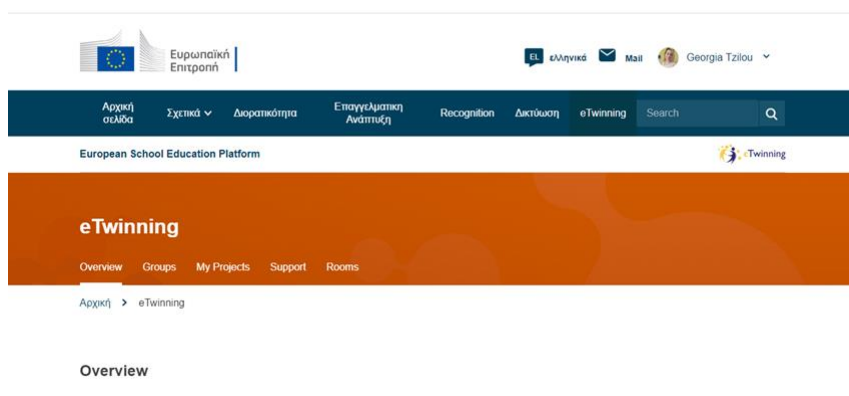 Ευρωπαϊκή
Επιτροπή
EL ελληνικά Mail Georgia Tzilou
Αρχική
σελίδα
Σχετικά
Διορατικότητα
Επαγγελματικη
Ανάπτυξη
Recognition
Δικτύωση
eTwinning
Search
European School Education Platform
eTwinning
eTwinning
Overview Groups My Projects Support Rooms
Αρχική > eTwinning
Overview